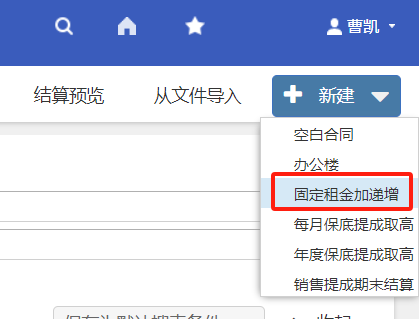 曹凯
结算预览 从文件导入 新建
空白合同
办公楼
固定租金加递增
每月保底提成取高
年度保底提成取高
销售提成期末结算